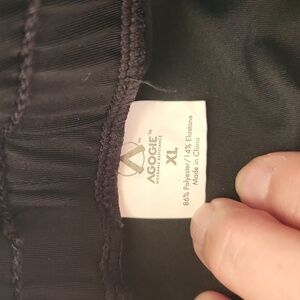 AGOGIE™
WEARABLE RESISTANCE
XL
86% Polyester/14% Elastane
Made in China